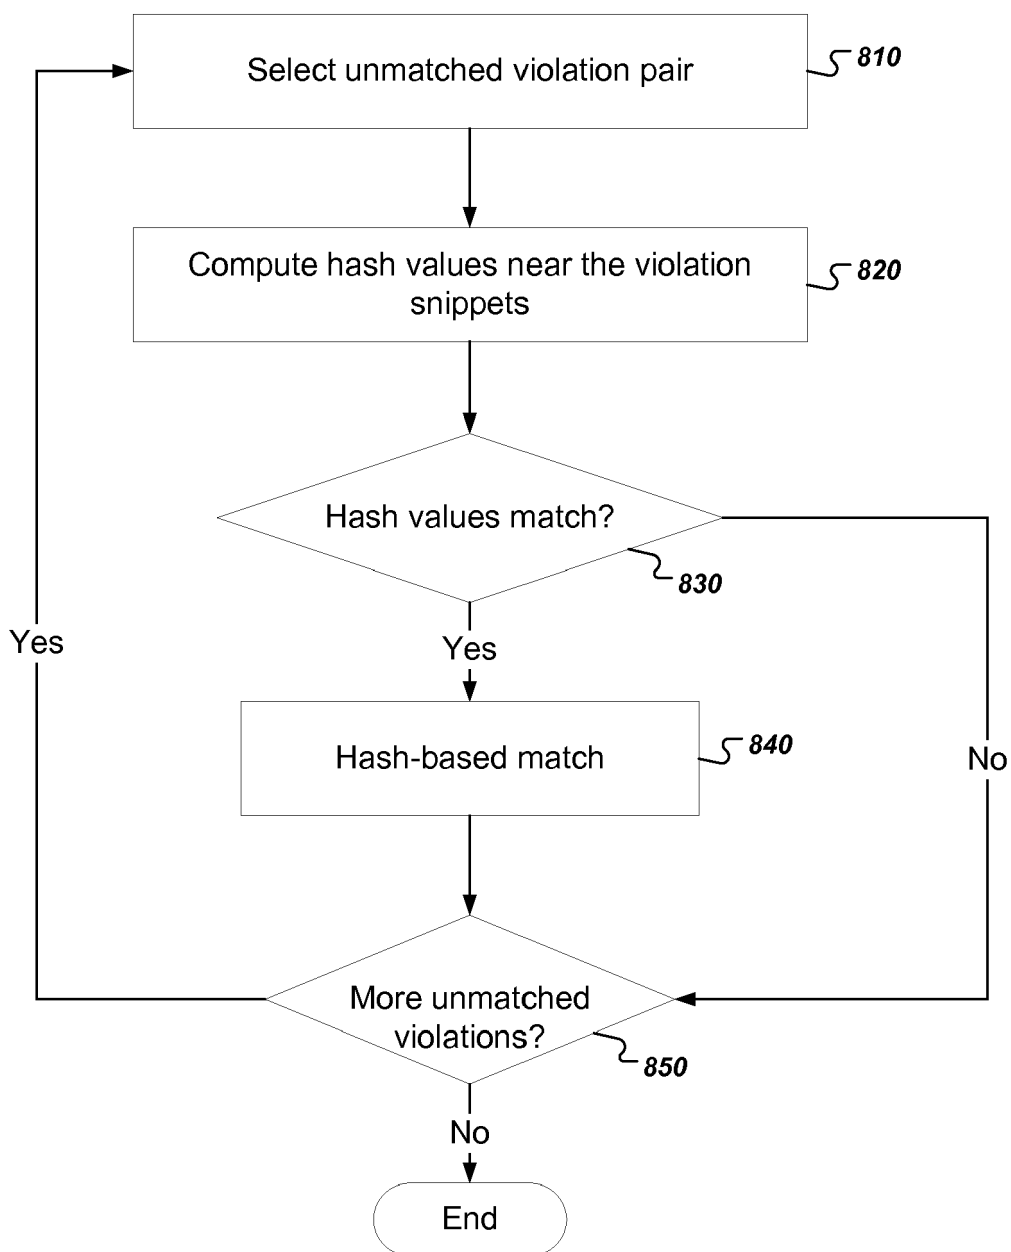 Select unmatched violation pair
810
Compute hash values near the violation
snippets
820
Hash values match?
830
Yes
Yes
Hash-based match
840
No
More unmatched
violations?
850
No
End